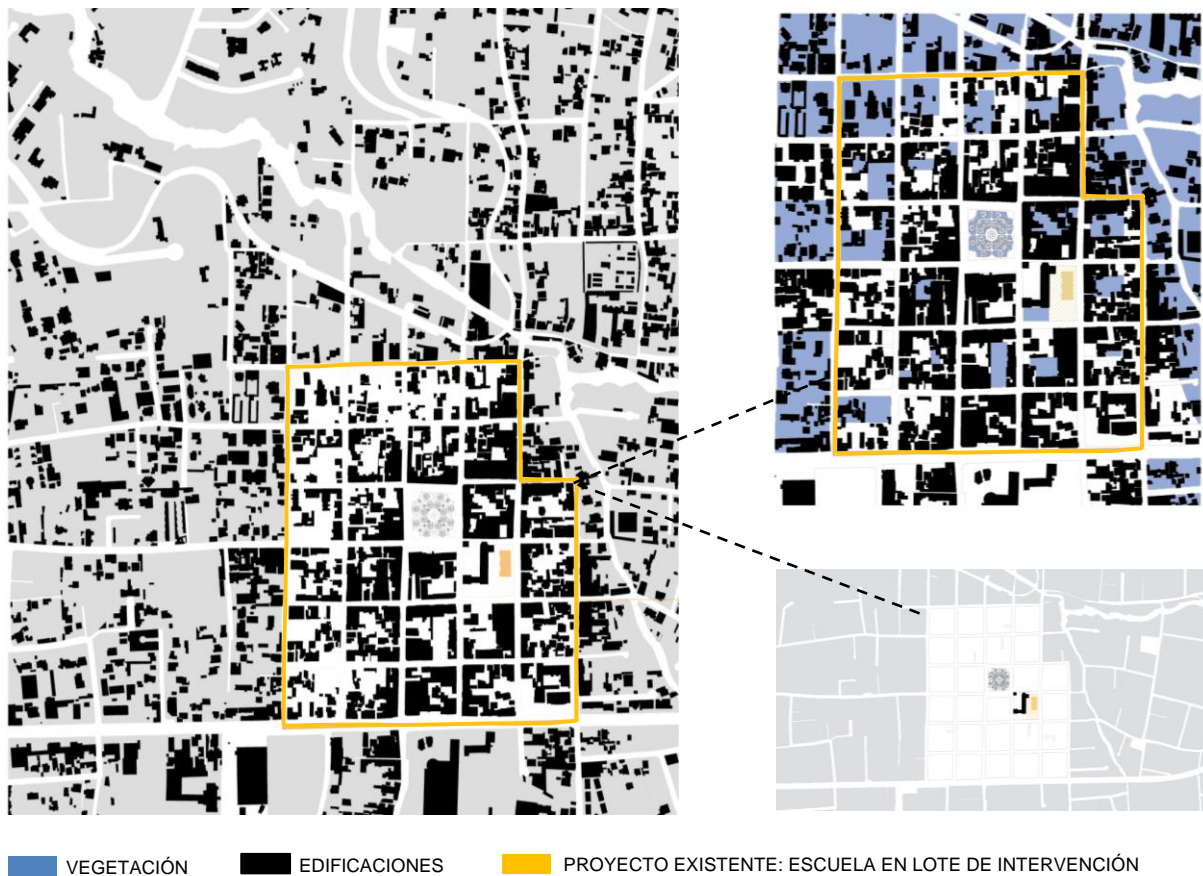 VEGETACIÓN
EDIFICACIONES
PROYECTO EXISTENTE: ESCUELA EN LOTE DE INTERVENCIÓN